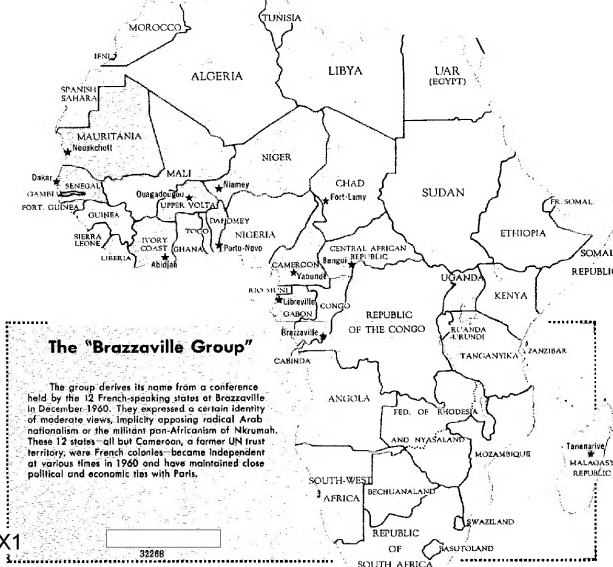 TUNISIA
MOROCCO
IFNI
ALGERIA
LIBYA
UAR
(EGYPT)
SPANISH
SAHARA
MAURITANIA
Nouakchott
MALI
NIGER
CHAD
Fort-Lamy
SUDAN
FR. SOMAL.
ETHIOPIA
SOMALI
REPUBLIC
Dakar
SENEGAL
GAMBI
PORT. GUINEA
GUINEA
SIERRA
LEONE
LIBERIA
IVORY
COAST
Abidjan
Ouagadougou
UPPER VOLTA
Niamey
GHANA
TOGO
DAHOMEY
Porto-Novo
NIGERIA
CAMEROON
Yaoundé
CENTRAL AFRICAN
REPUBLIC
Bangui
RIO MUNI
Libreville
GABON
CONGO
Brazzaville
CABINDA
REPUBLIC
OF THE CONGO
UGANDA
KENYA
RUANDA
-URUNDI
TANGANYIKA
ZANZIBAR
ANGOLA
FED. OF RHODESIA
AND NYASALAND
MOZAMBIQUE
Tananarive
MALAGASY
REPUBLIC
SOUTH-WEST
AFRICA
BECHUANALAND
SWAZILAND
BASUTOLAND
REPUBLIC
OF
SOUTH AFRICA
The "Brazzaville Group"
The group derives its name from a conference
held by the 12 French-speaking states at Brazzaville
in December 1960. They expressed a certain identity
of moderate views, implicity opposing radical Arab
nationalism or the militant pan-Africanism of Nkrumah.
These 12 states—all but Cameroon, a former UN trust
territory, were French colonies—became independent
at various times in 1960 and have maintained close
political and economic ties with Paris.
X1
32268